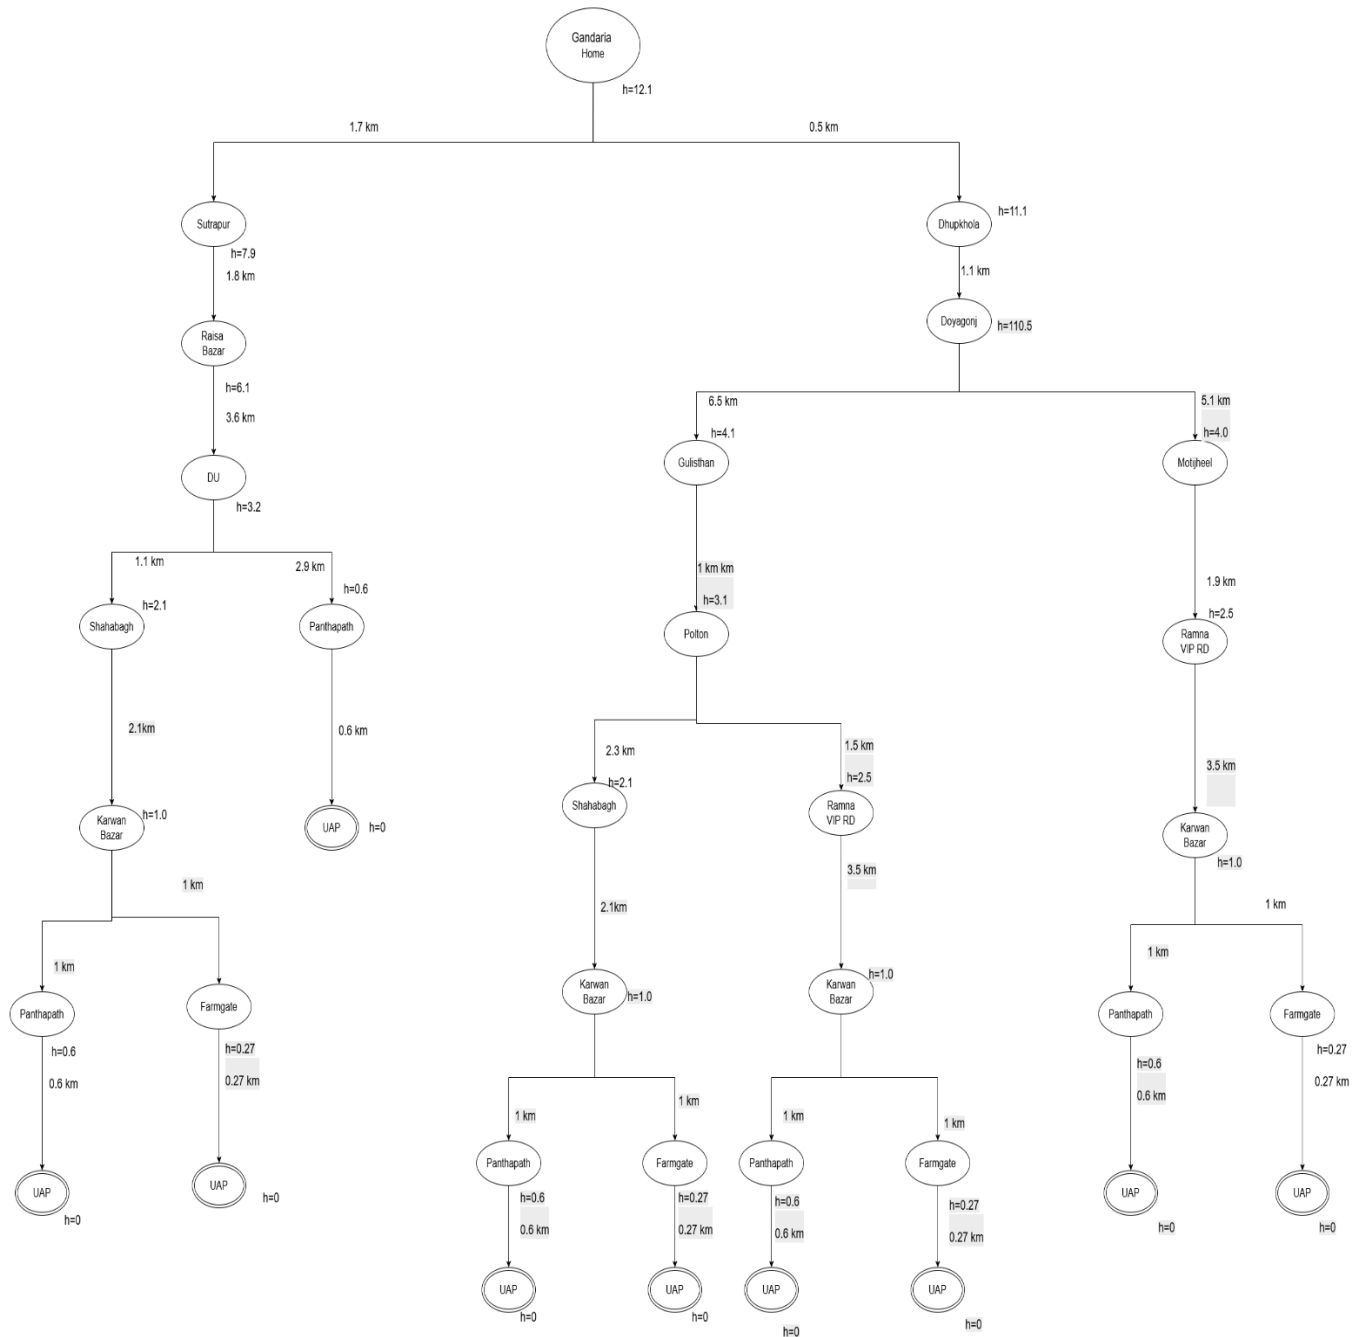 Gandaria
Home
h=12.1
1.7 km
0.5 km
Sutrapur
h=7.9
1.8 km
Dhupkhola
h=11.1
1.1 km
Doyagonj
h=110.5
Raisa
Bazar
h=6.1
3.6 km
6.5 km
h=4.1
5.1 km
h=4.0
Gulisthan
Motijheel
DU
h=3.2
1.1 km
2.9 km
h=2.1
h=0.6
Shahabagh
Panthapath
1 km km
h=3.1
Polton
1.9 km
h=2.5
Ramna
VIP RD
2.1km
0.6 km
2.3 km
h=2.1
1.5 km
h=2.5
3.5 km
Shahabagh
Ramna
VIP RD
Karwan
Bazar
h=1.0
UAP
h=0
Karwan
Bazar
h=1.0
1 km
3.5 km
2.1km
1 km
1 km
1 km
Karwan
Bazar
h=1.0
Karwan
Bazar
h=1.0
Panthapath
Farmgate
Panthapath
Farmgate
h=0.6
0.6 km
h=0.27
0.27 km
h=0.6
0.6 km
h=0.27
0.27 km
1 km
1 km
1 km
1 km
Panthapath
Farmgate
Panthapath
Farmgate
UAP
h=0
UAP
h=0
h=0.6
0.6 km
h=0.27
0.27 km
h=0.6
0.6 km
h=0.27
0.27 km
UAP
h=0
UAP
h=0
UAP
h=0
UAP
h=0
UAP
h=0
UAP
h=0